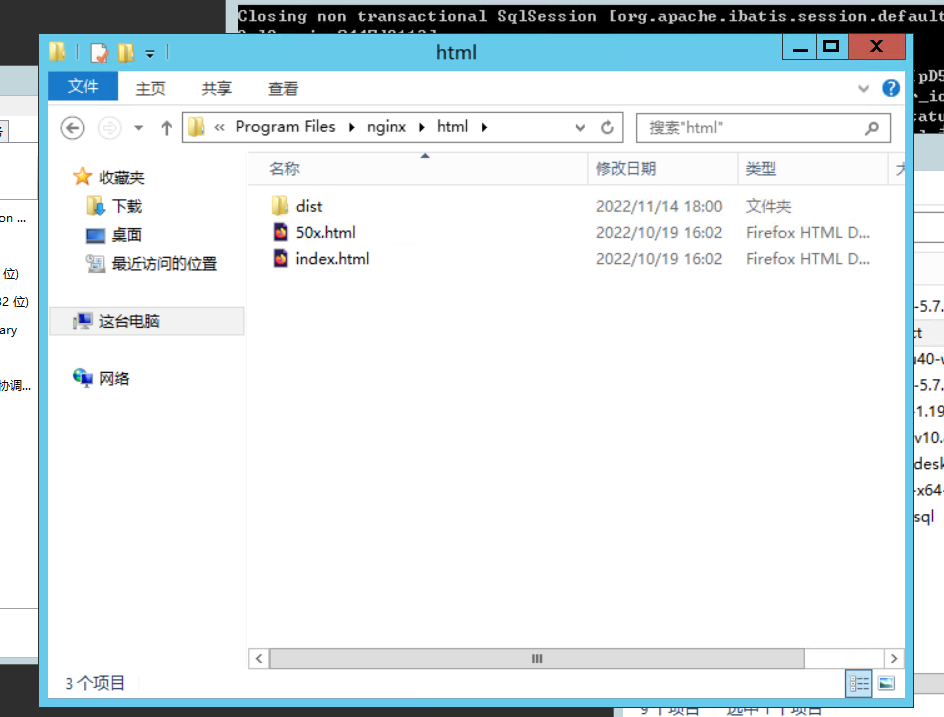 Closing non transactional SqlSession [org.apache.ibatis.session.default
html
文件 主页 共享 查看
« Program Files nginx html 搜索"html"
名称 修改日期 类型
收藏夹
下载
桌面
最近访问的位置
这台电脑
网络
dist 2022/11/14 18:00 文件夹
50x.html 2022/10/19 16:02 Firefox HTML D...
index.html 2022/10/19 16:02 Firefox HTML D...
3 个项目
on ...
位)
32 位)
ary
协调...
pD5
r_ic
tatu
-5.7.
ct
40-v
-5.7.
-1.19
v10.
desk
-x64-
sql
9 个项目 选中 1 个项目